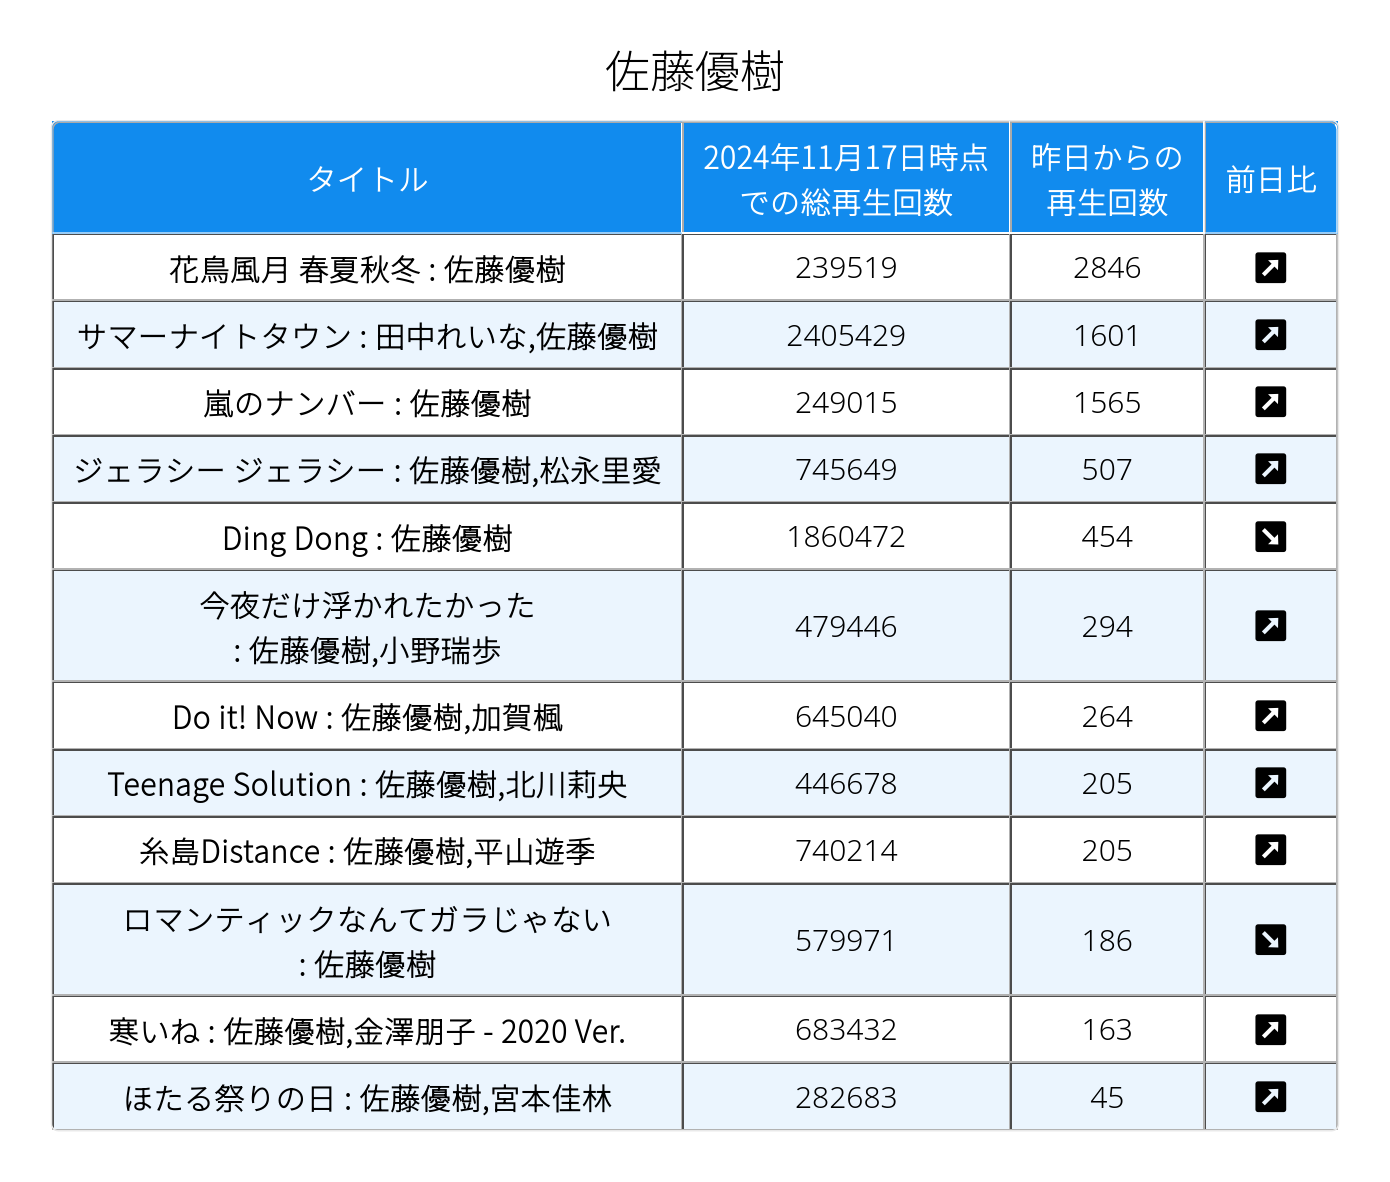 佐藤優樹
タイトル
2024年11月17日時点
での総再生回数
昨日からの
再生回数
前日比
花鳥風月 春夏秋冬 : 佐藤優樹
239519
2846
サマーナイトタウン : 田中れいな,佐藤優樹
2405429
1601
嵐のナンバー : 佐藤優樹
249015
1565
ジェラシー ジェラシー : 佐藤優樹,松永里愛
745649
507
Ding Dong : 佐藤優樹
1860472
454
今夜だけ浮かれたかった
: 佐藤優樹,小野瑞歩
479446
294
Do it! Now : 佐藤優樹,加賀楓
645040
264
Teenage Solution : 佐藤優樹,北川莉央
446678
205
糸島Distance : 佐藤優樹,平山遊季
740214
205
ロマンティックなんてガラじゃない
: 佐藤優樹
579971
186
寒いね : 佐藤優樹,金澤朋子 - 2020 Ver.
683432
163
ほたる祭りの日 : 佐藤優樹,宮本佳林
282683
45